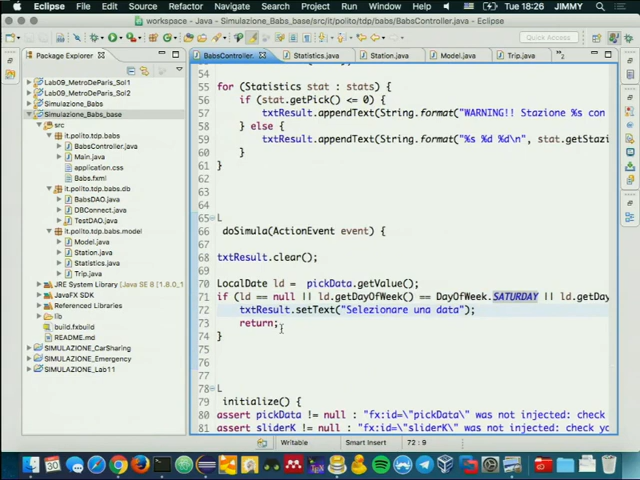 Eclipse File Edit Source Refactor Navigate Search Project Run Window Help Tue 18:26 JIMMY
workspace - Java - Simulazione_Babs_base/src/it/polito/tdp/babs/BabsController.java - Eclipse
Quick Access
Package Explorer
Lab09_MetroDeParis_Sol1
Lab09_MetroDeParis_Sol2
Simulazione_Babs
Simulazione_Babs_base
src
it.polito.tdp.babs
BabsController.java
Main.java
application.css
Babs.fxml
it.polito.tdp.babs.db
BabsDAO.java
DBConnect.java
TestDAO.java
it.polito.tdp.babs.model
Model.java
Station.java
Statistics.java
Trip.java
JRE System Library [Java SE 8 [1.8.0_1
JavaFX SDK
Referenced Libraries
lib
build.fxbuild
README.md
SIMULAZIONE_CarSharing
SIMULAZIONE_Emergency
SIMULAZIONE_Lab11
BabsController. Statistics.java Station.java Model.java Trip.java »2
54
55 for (Statistics stat : stats) {
56 if (stat.getPick() <= 0) {
57 txtResult.appendText(String.format("WARNING!! Stazione %s con
58 } else {
59 txtResult.appendText(String.format("%s %d %d\n", stat.getStazi
60 }
61 }
62
63
64
65
66 doSimula(ActionEvent event) {
67
68 txtResult.clear();
69
70 LocalDate ld = pickData.getValue();
71 if (ld == null || ld.getDayOfWeek() == DayOfWeek.SATURDAY || ld.getDay
72 txtResult.setText("Selezionare una data");
73 return;
74 }
75
76
77
78
79 initialize() {
80 assert pickData != null : "fx:id=\"pickData\" was not injected: check
81 assert sliderK != null : "fx:id=\"sliderK\" was not injected: check yo
Writable Smart Insert 72 : 9